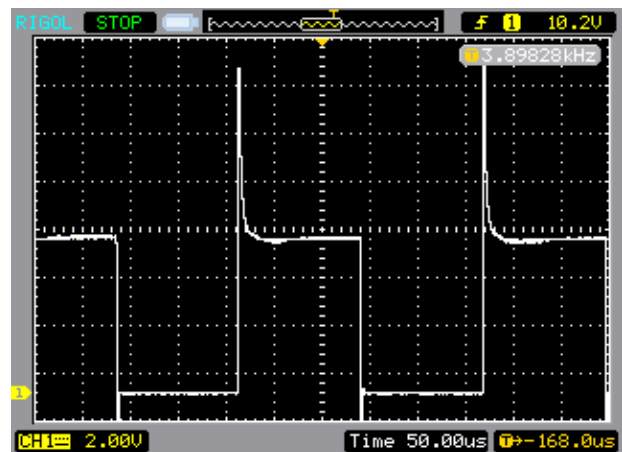 RIGOL STOP T f 1 10.2V
T 3.89828kHz
1
CH1 2.00V Time 50.00us T→-168.0us